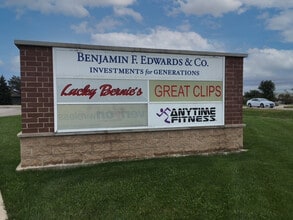 Benjamin F. Edwards & Co.
Investments for Generations
Lucky Bernie's
GREAT CLIPS
ANYTIME
FITNESS